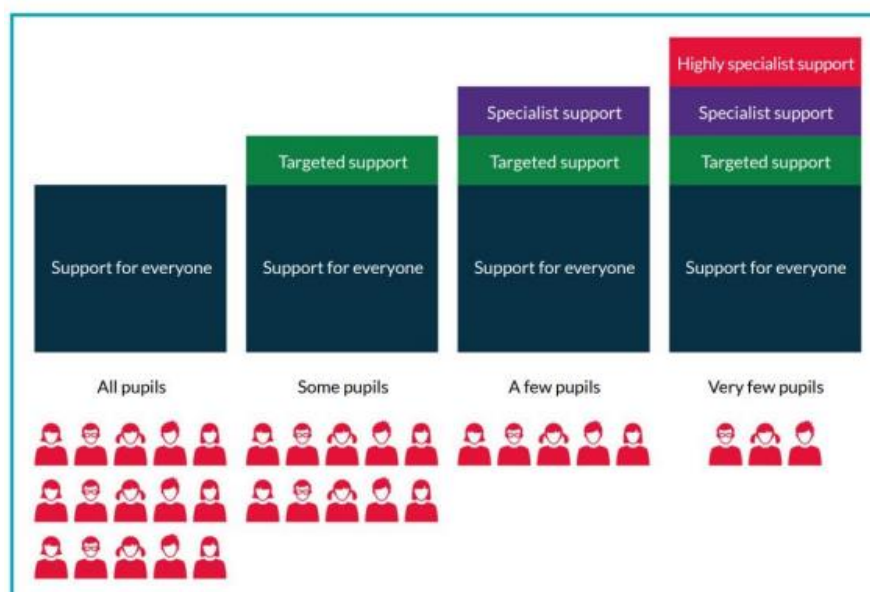 Highly specialist support
Specialist support
Specialist support
Targeted support
Targeted support
Targeted support
Support for everyone
Support for everyone
Support for everyone
Support for everyone
All pupils
Some pupils
A few pupils
Very few pupils